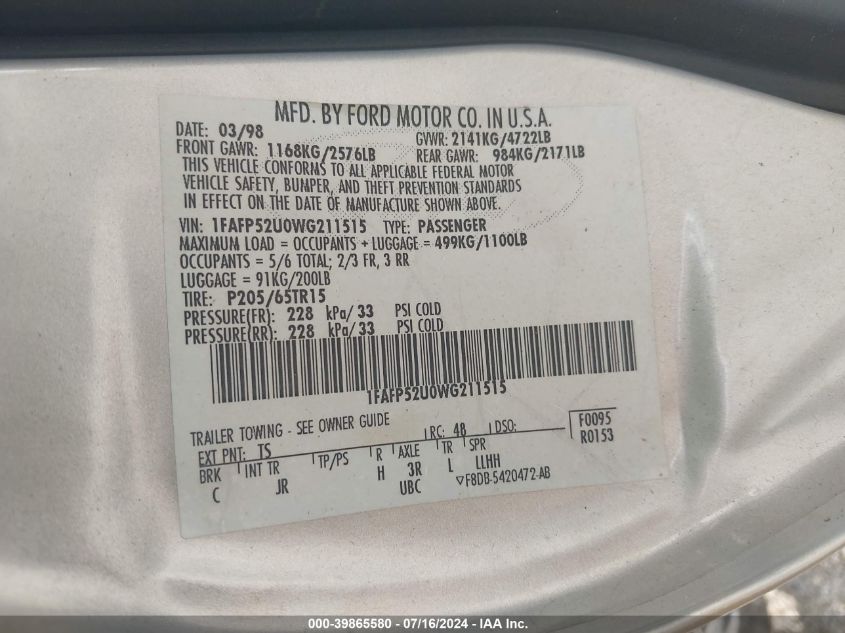 MFD. BY FORD MOTOR CO. IN U.S.A.
DATE: 03/98 GVWR: 2141KG/4722LB
FRONT GAWR: 1168KG/2576LB REAR GAWR: 984KG/2171LB
THIS VEHICLE CONFORMS TO ALL APPLICABLE FEDERAL MOTOR
VEHICLE SAFETY, BUMPER, AND THEFT PREVENTION STANDARDS
IN EFFECT ON THE DATE OF MANUFACTURE SHOWN ABOVE.
VIN: 1FAFP52U0WG211515 TYPE: PASSENGER
MAXIMUM LOAD = OCCUPANTS + LUGGAGE = 499KG/1100LB
OCCUPANTS = 5/6 TOTAL; 2/3 FR, 3 RR
LUGGAGE = 91KG/200LB
TIRE: P205/65TR15
PRESSURE(FR): 228 kPa/33 PSI COLD
PRESSURE(RR): 228 kPa/33 PSI COLD
1FAFP52U0WG211515
TRAILER TOWING - SEE OWNER GUIDE
EXT PNT: TS RC: 48 DSO: F0095
BRK INT TR TP/PS R AXLE TR SPR R0153
C JR H 3R L LLHH
UBC ▽F8DB-5420472-AB
000-39865580 - 07/16/2024 - IAA Inc.